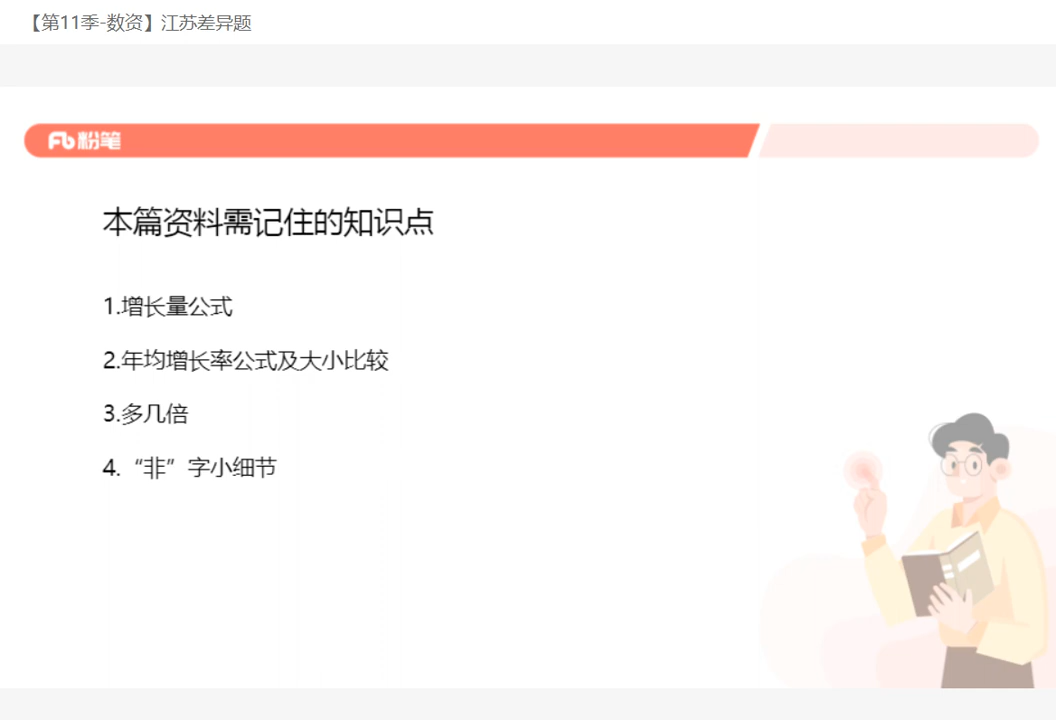 【第11季-数资】江苏差异题
Fb粉笔
本篇资料需记住的知识点
1.增长量公式
2.年均增长率公式及大小比较
3.多几倍
4.“非”字小细节